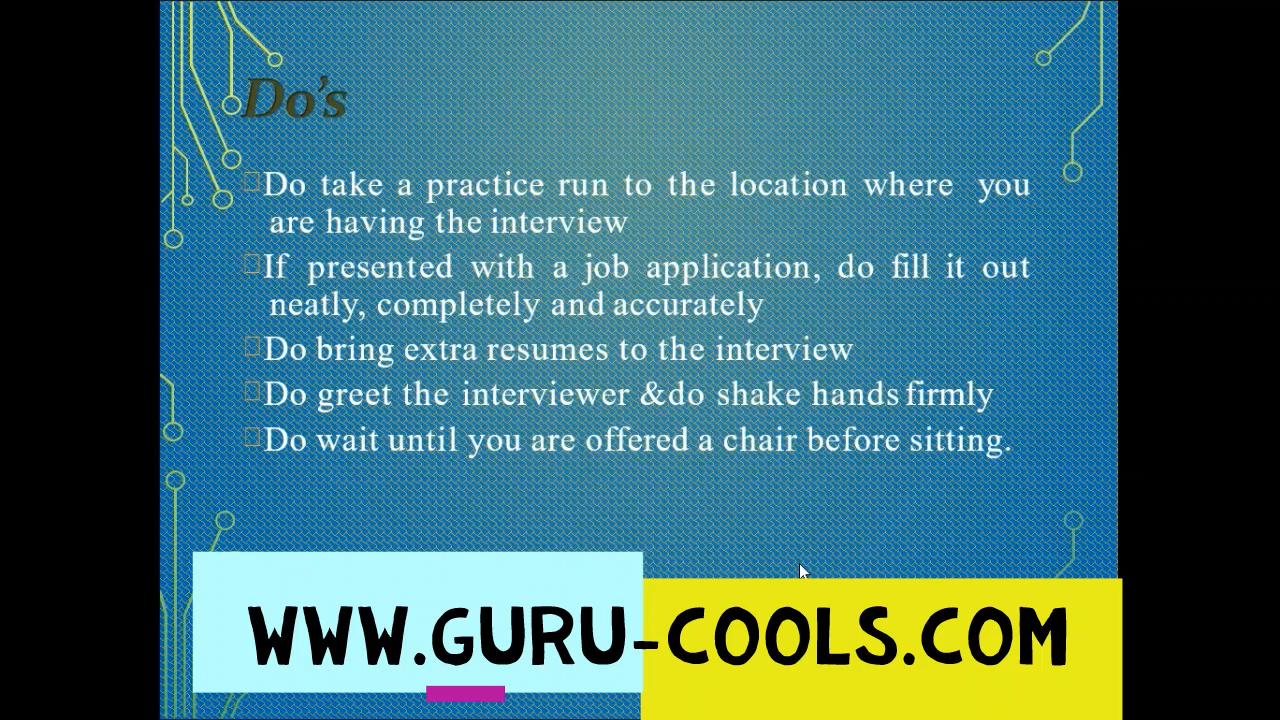 Do's
Do take a practice run to the location where you
are having the interview
If presented with a job application, do fill it out
neatly, completely and accurately
Do bring extra resumes to the interview
Do greet the interviewer &do shake hands firmly
Do wait until you are offered a chair before sitting.
WWW.GURU-COOLS.COM